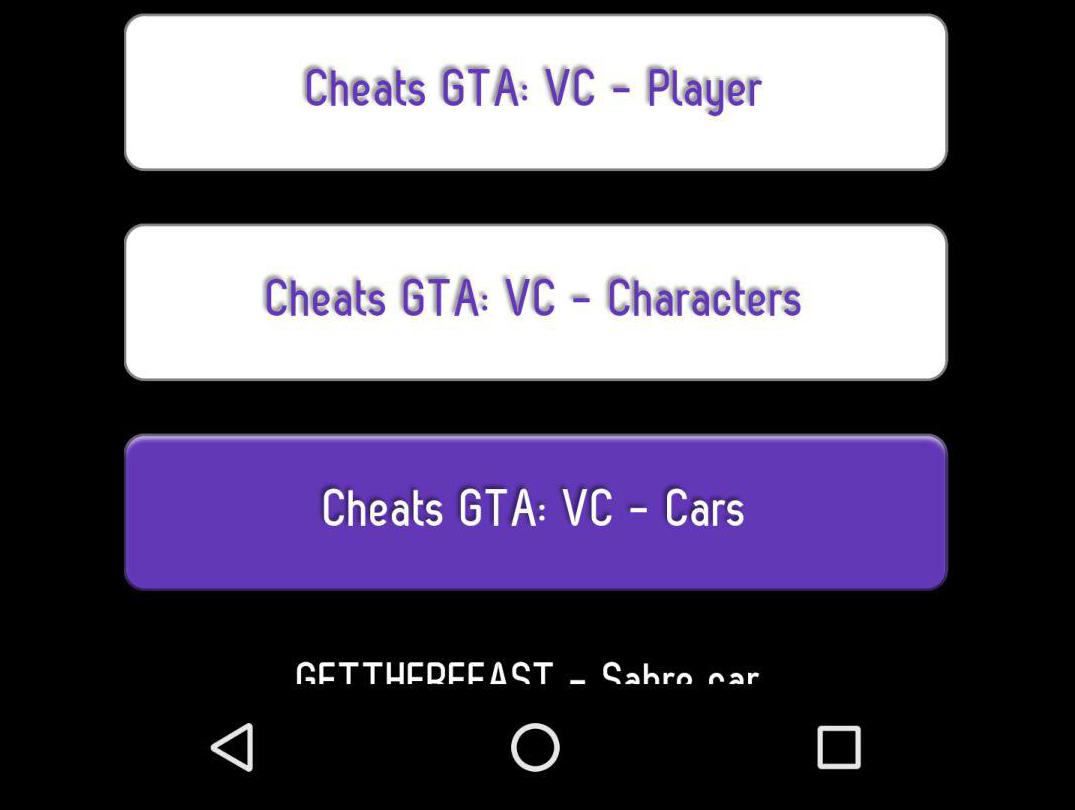 Cheats GTA: VC - Player
Cheats GTA: VC - Characters
Cheats GTA: VC - Cars
GETTHEREFAST - Sabre car